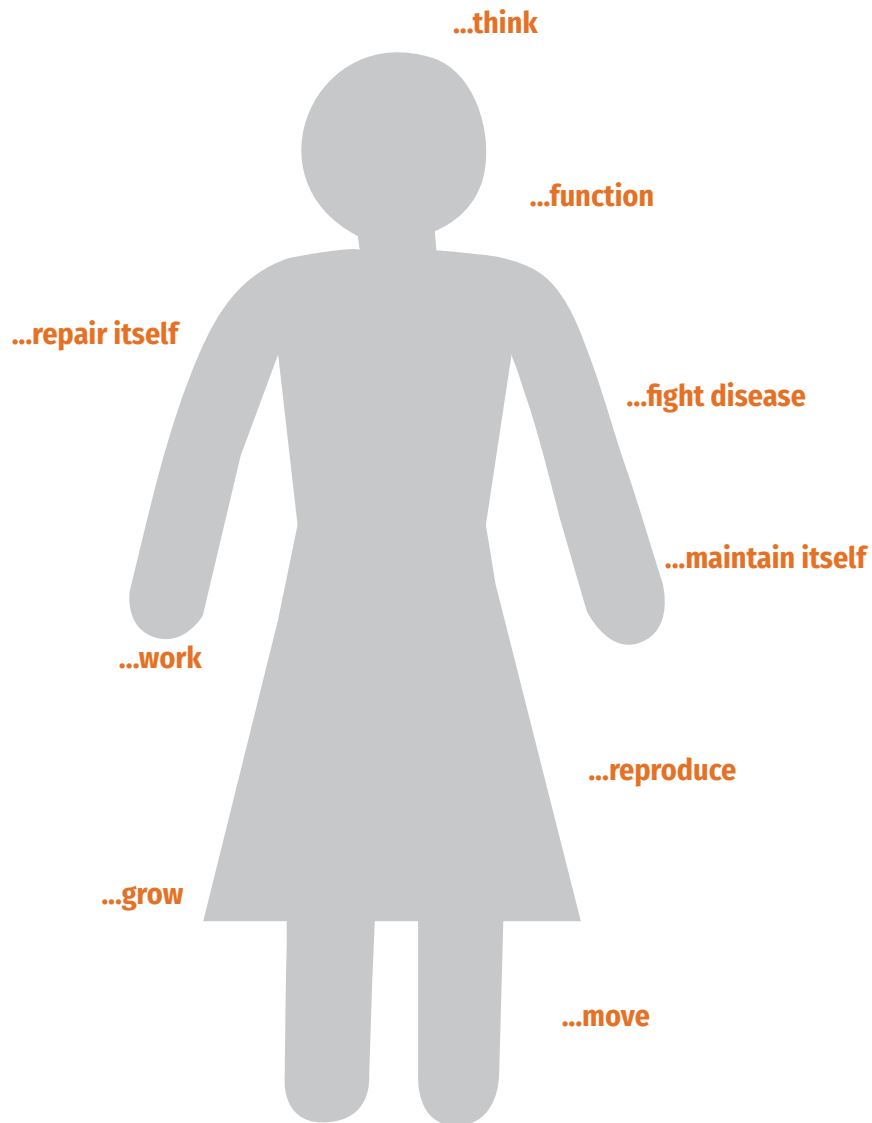 ...think
...function
...repair itself
...fight disease
...maintain itself
...work
...reproduce
...grow
...move